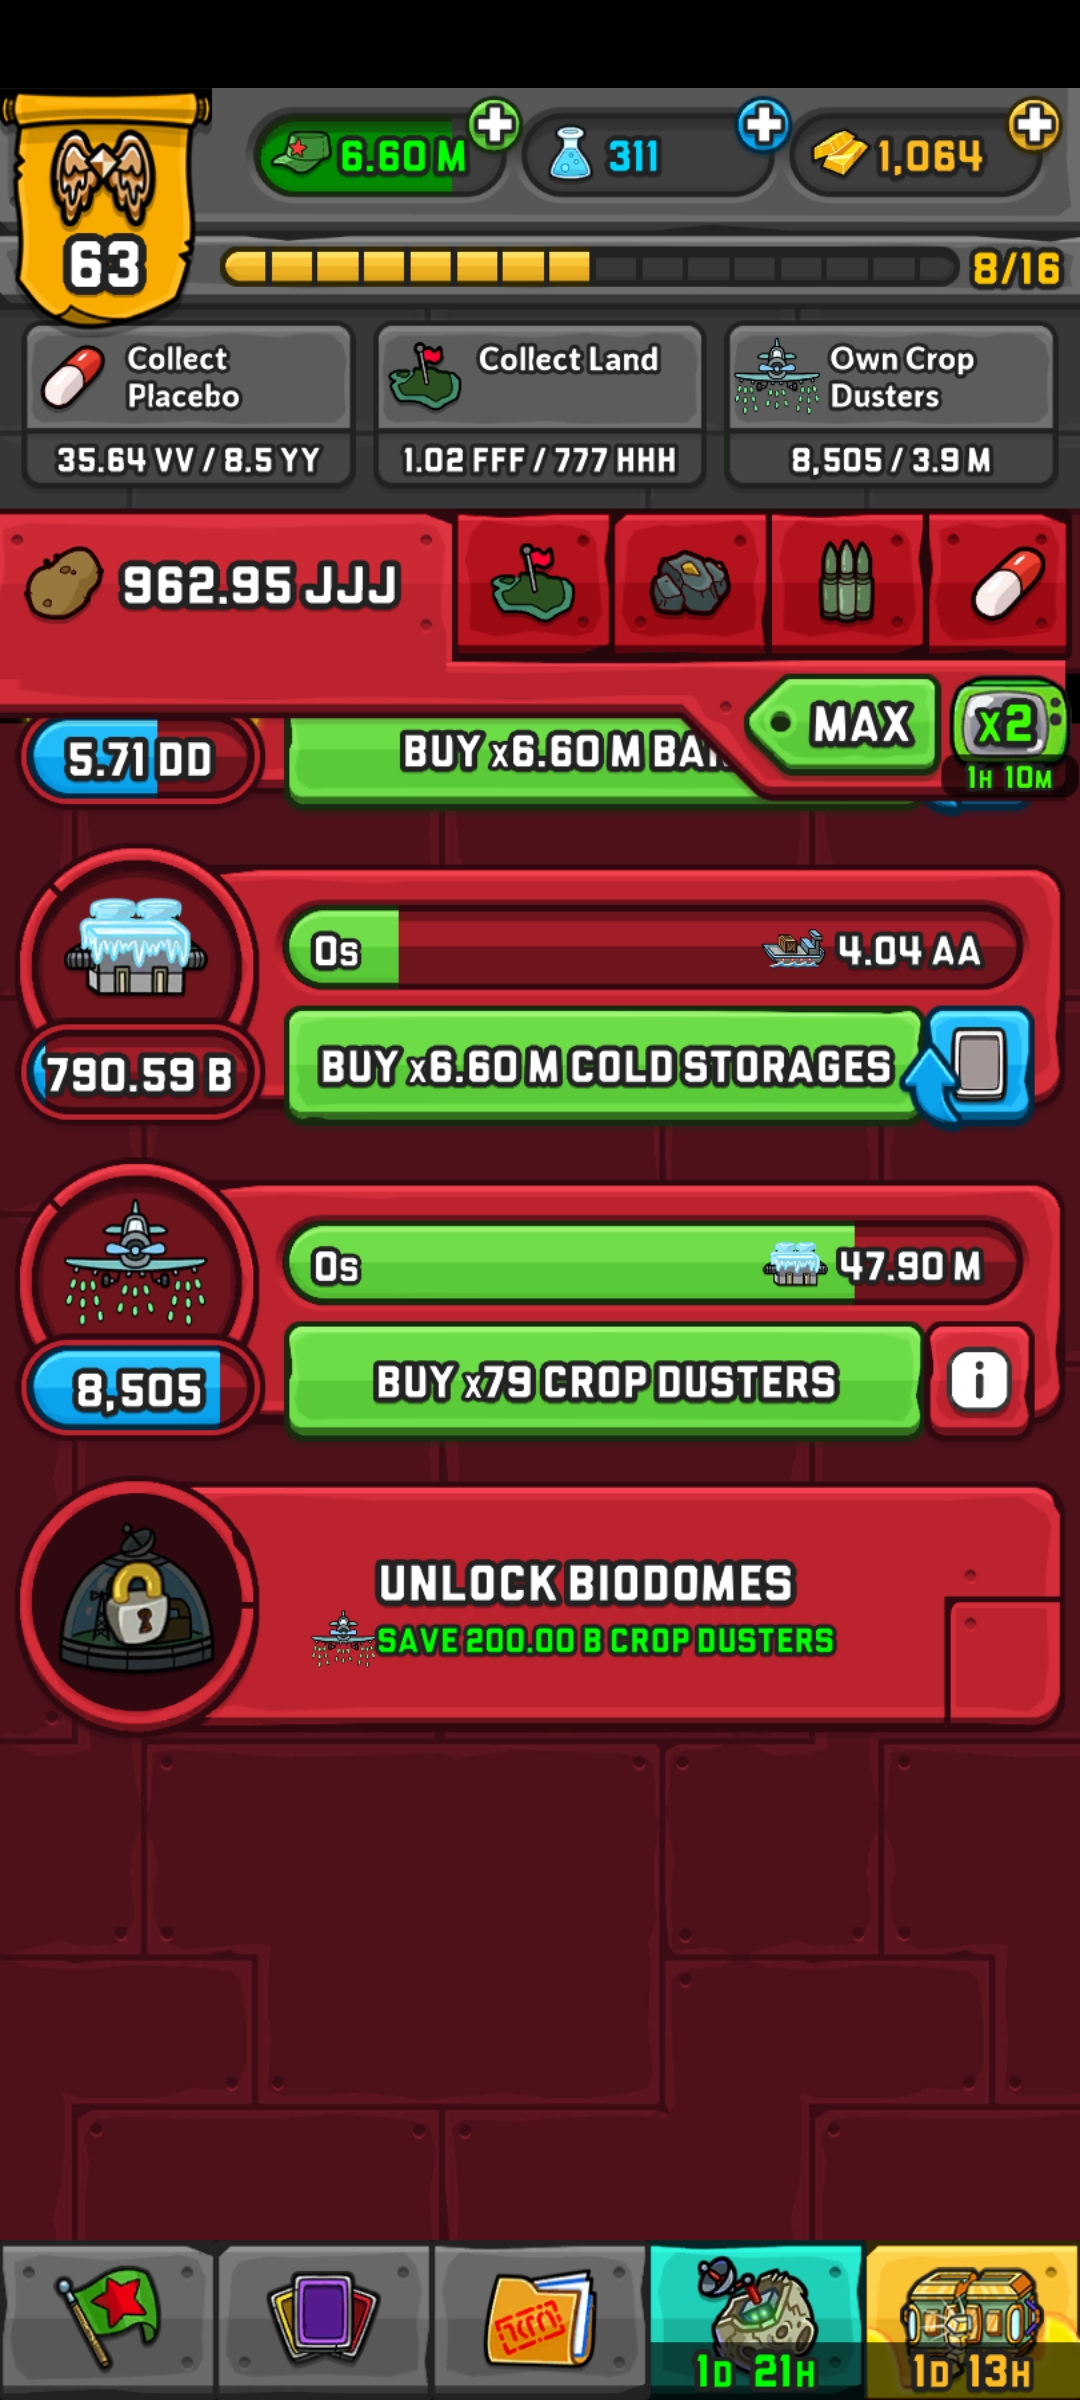 6.60 M
311
1,064
63
8/16
Collect
Placebo
35.64 VV / 8.5 YY
Collect Land
1.02 FFF / 777 HHH
Own Crop
Dusters
8,505 / 3.9 M
962.95 JJJ
MAX
x2
1H 10M
5.71 DD
BUY x6.60 M
0s
4.04 AA
790.59 B
BUY x6.60 M COLD STORAGES
0s
47.90 M
8,505
BUY x79 CROP DUSTERS
i
UNLOCK BIODOMES
SAVE 200.00 B CROP DUSTERS
1D 21H
1D 13H